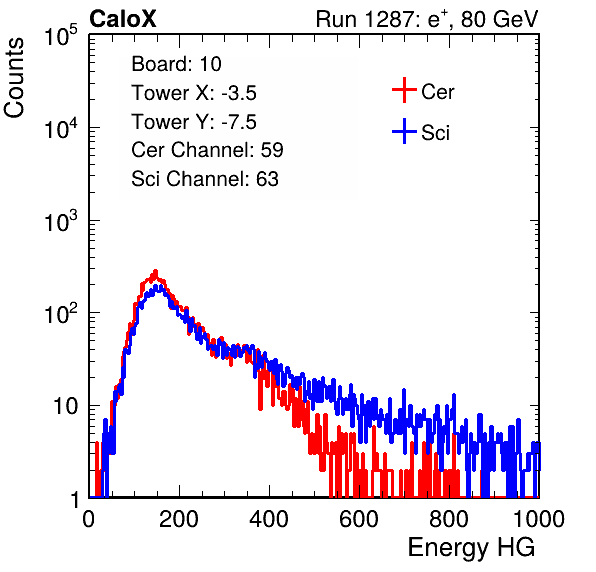 CaloX Run 1287: e⁺, 80 GeV
Counts
Board: 10
Tower X: -3.5
Tower Y: -7.5
Cer Channel: 59
Sci Channel: 63
Cer
Sci
10⁵
10⁴
10³
10²
10
1
0 200 400 600 800 1000
Energy HG